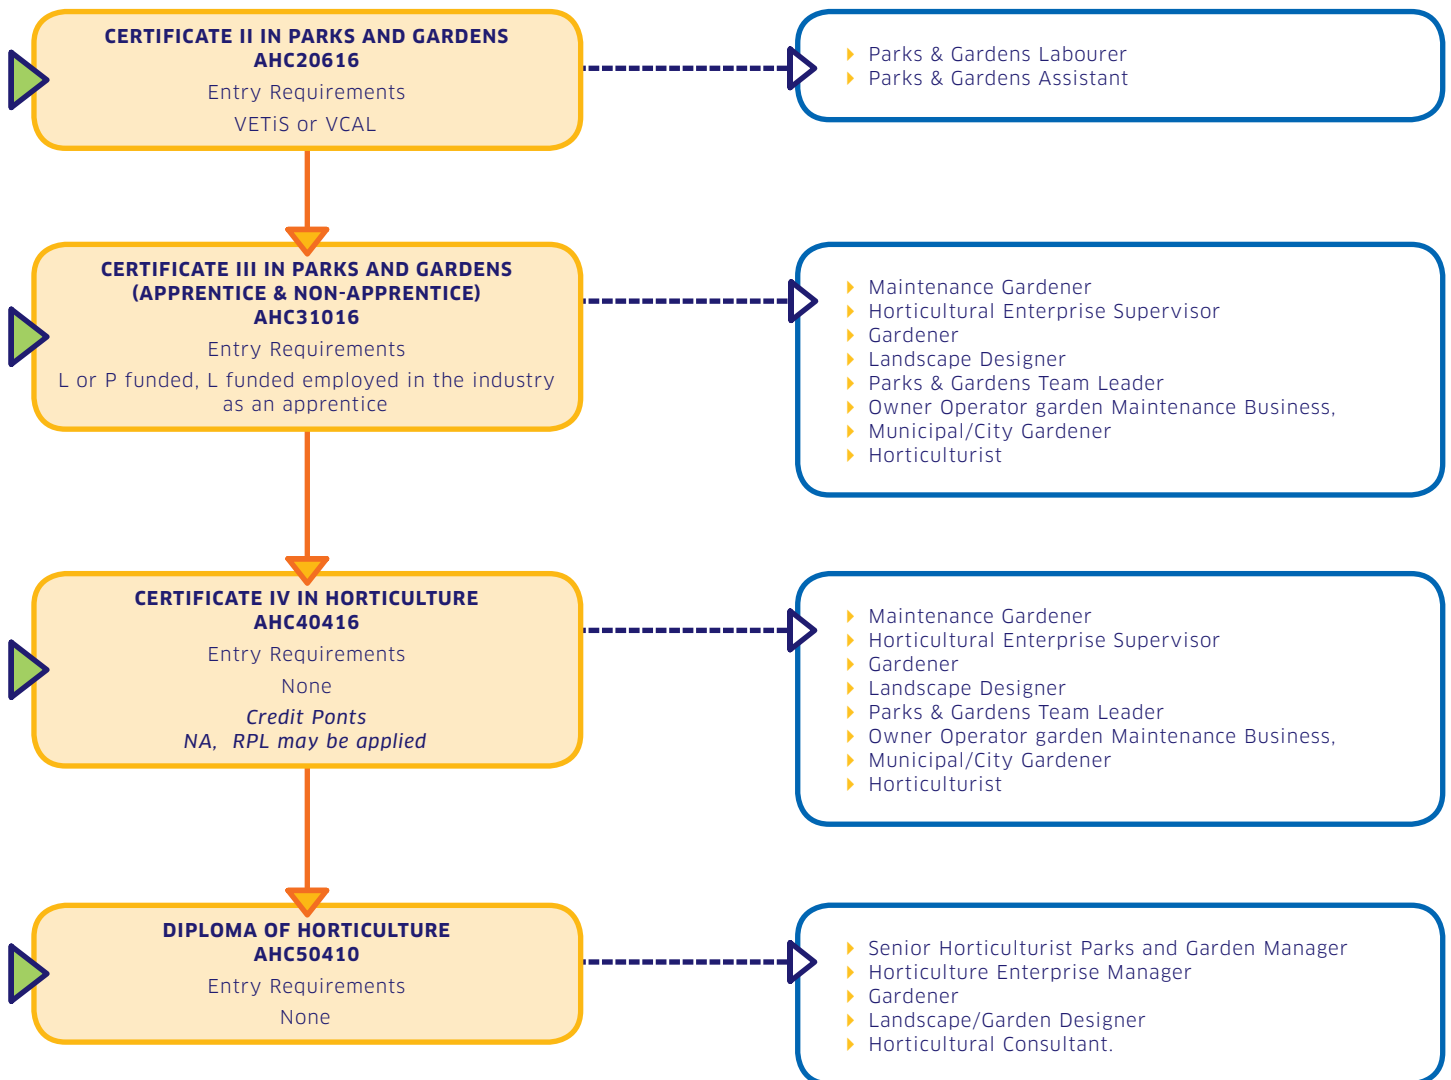 CERTIFICATE II IN PARKS AND GARDENS
AHC20616
Entry Requirements
VETiS or VCAL
Parks & Gardens Labourer
Parks & Gardens Assistant
CERTIFICATE III IN PARKS AND GARDENS
(APPRENTICE & NON-APPRENTICE)
AHC31016
Entry Requirements
L or P funded, L funded employed in the industry
as an apprentice
Maintenance Gardener
Horticultural Enterprise Supervisor
Gardener
Landscape Designer
Parks & Gardens Team Leader
Owner Operator garden Maintenance Business,
Municipal/City Gardener
Horticulturist
CERTIFICATE IV IN HORTICULTURE
AHC40416
Entry Requirements
None
Credit Ponts
NA, RPL may be applied
Maintenance Gardener
Horticultural Enterprise Supervisor
Gardener
Landscape Designer
Parks & Gardens Team Leader
Owner Operator garden Maintenance Business,
Municipal/City Gardener
Horticulturist
DIPLOMA OF HORTICULTURE
AHC50410
Entry Requirements
None
Senior Horticulturist Parks and Garden Manager
Horticulture Enterprise Manager
Gardener
Landscape/Garden Designer
Horticultural Consultant.